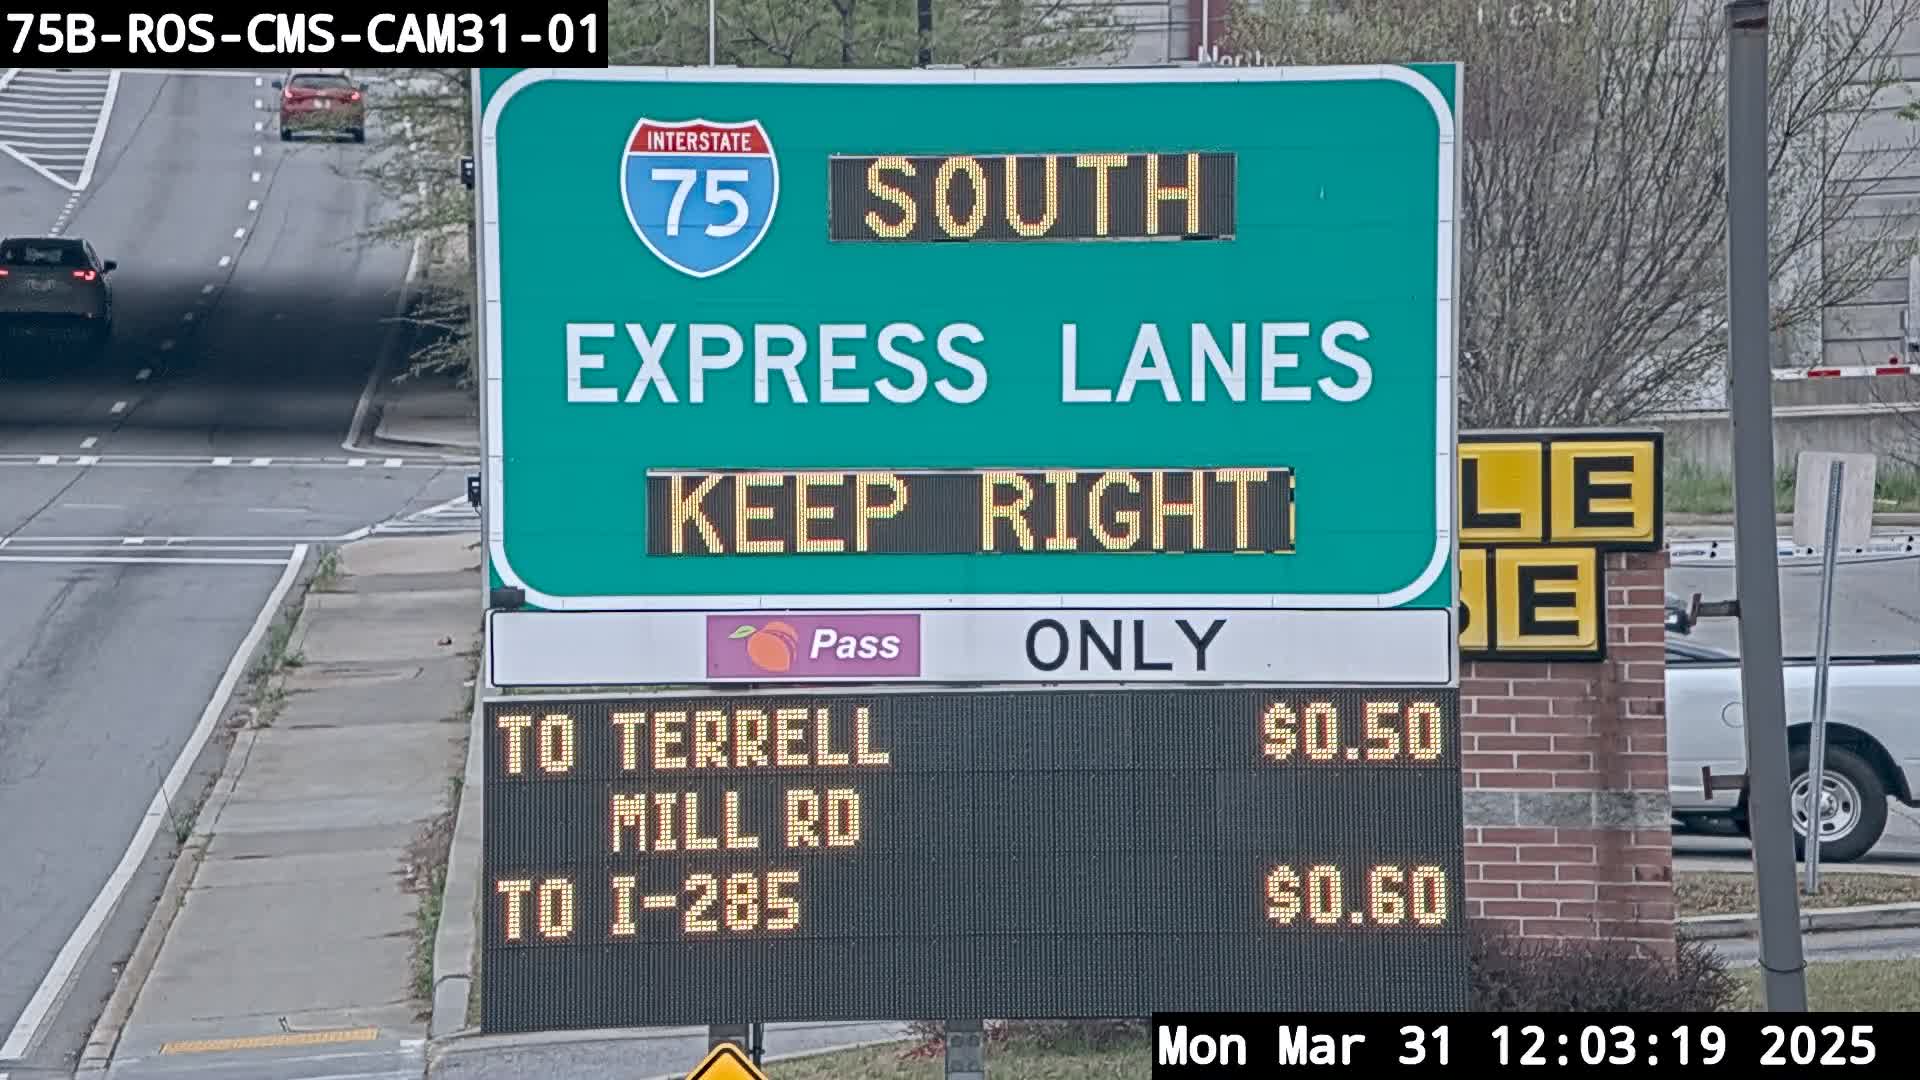 75B-ROS-CMS-CAM31-01
INTERSTATE
75
SOUTH
EXPRESS LANES
KEEP RIGHT
Pass ONLY
TO TERRELL $0.50
MILL RD
TO I-285 $0.60
LE
E
Mon Mar 31 12:03:19 2025